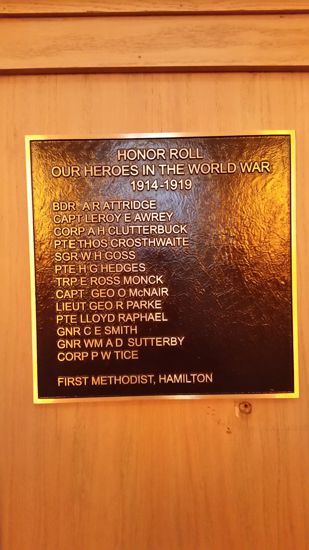 HONOR ROLL
OUR HEROES IN THE WORLD WAR
1914-1919
BDR A R ATTRIDGE
CAPT LEROY E AWREY
CORP A H CLUTTERBUCK
PTE THOS CROSTHWAITE
SGR W H GOSS
PTE H G HEDGES
TRP E ROSS MONCK
CAPT GEO O McNAIR
LIEUT GEO R PARKE
PTE LLOYD RAPHAEL
GNR C E SMITH
GNR WM A D SUTTERBY
CORP P W TICE
FIRST METHODIST, HAMILTON